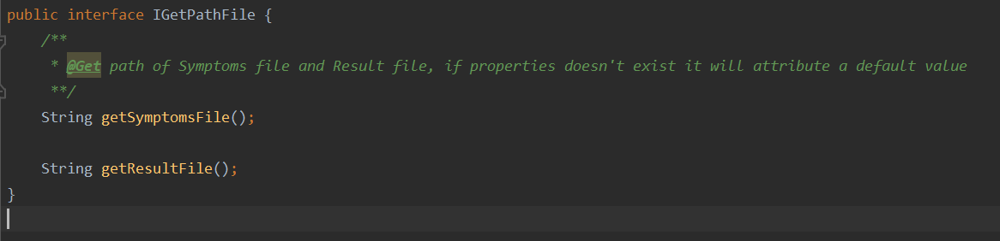 public interface IGetPathFile {
/**
* @Get path of Symptoms file and Result file, if properties doesn't exist it will attribute a default value
**/
String getSymptomsFile();
String getResultFile();
}